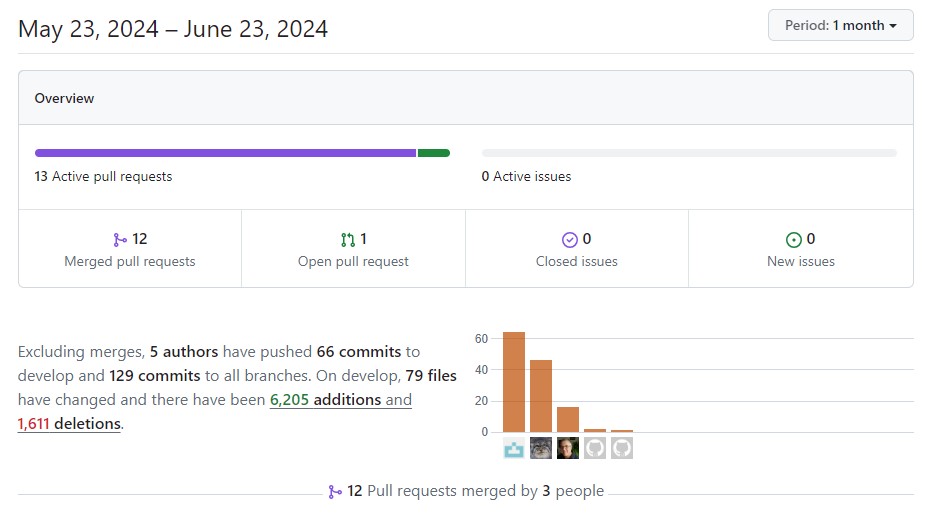 May 23, 2024 – June 23, 2024
Period: 1 month
Overview
13 Active pull requests
0 Active issues
12
Merged pull requests
1
Open pull request
0
Closed issues
0
New issues
Excluding merges, 5 authors have pushed 66 commits to
develop and 129 commits to all branches. On develop, 79 files
have changed and there have been 6,205 additions and
1,611 deletions.
60
40
20
0
12 Pull requests merged by 3 people